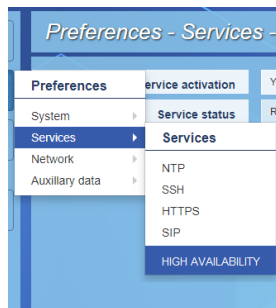 Preferences - Services -
Preferences
ervice activation
Y
System
Service status
R
Services
Services
Network
NTP
Auxillary data
SSH
HTTPS
SIP
HIGH AVAILABILITY